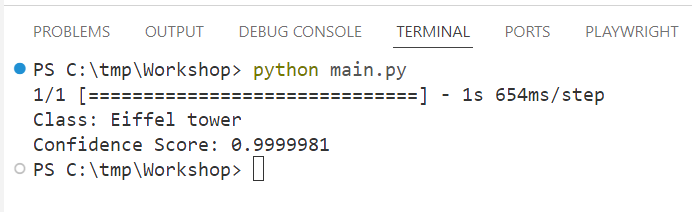 PROBLEMS OUTPUT DEBUG CONSOLE TERMINAL PORTS PLAYWRIGHT
PS C:\tmp\Workshop> python main.py
1/1 [==============================] - 1s 654ms/step
Class: Eiffel tower
Confidence Score: 0.9999981
PS C:\tmp\Workshop>